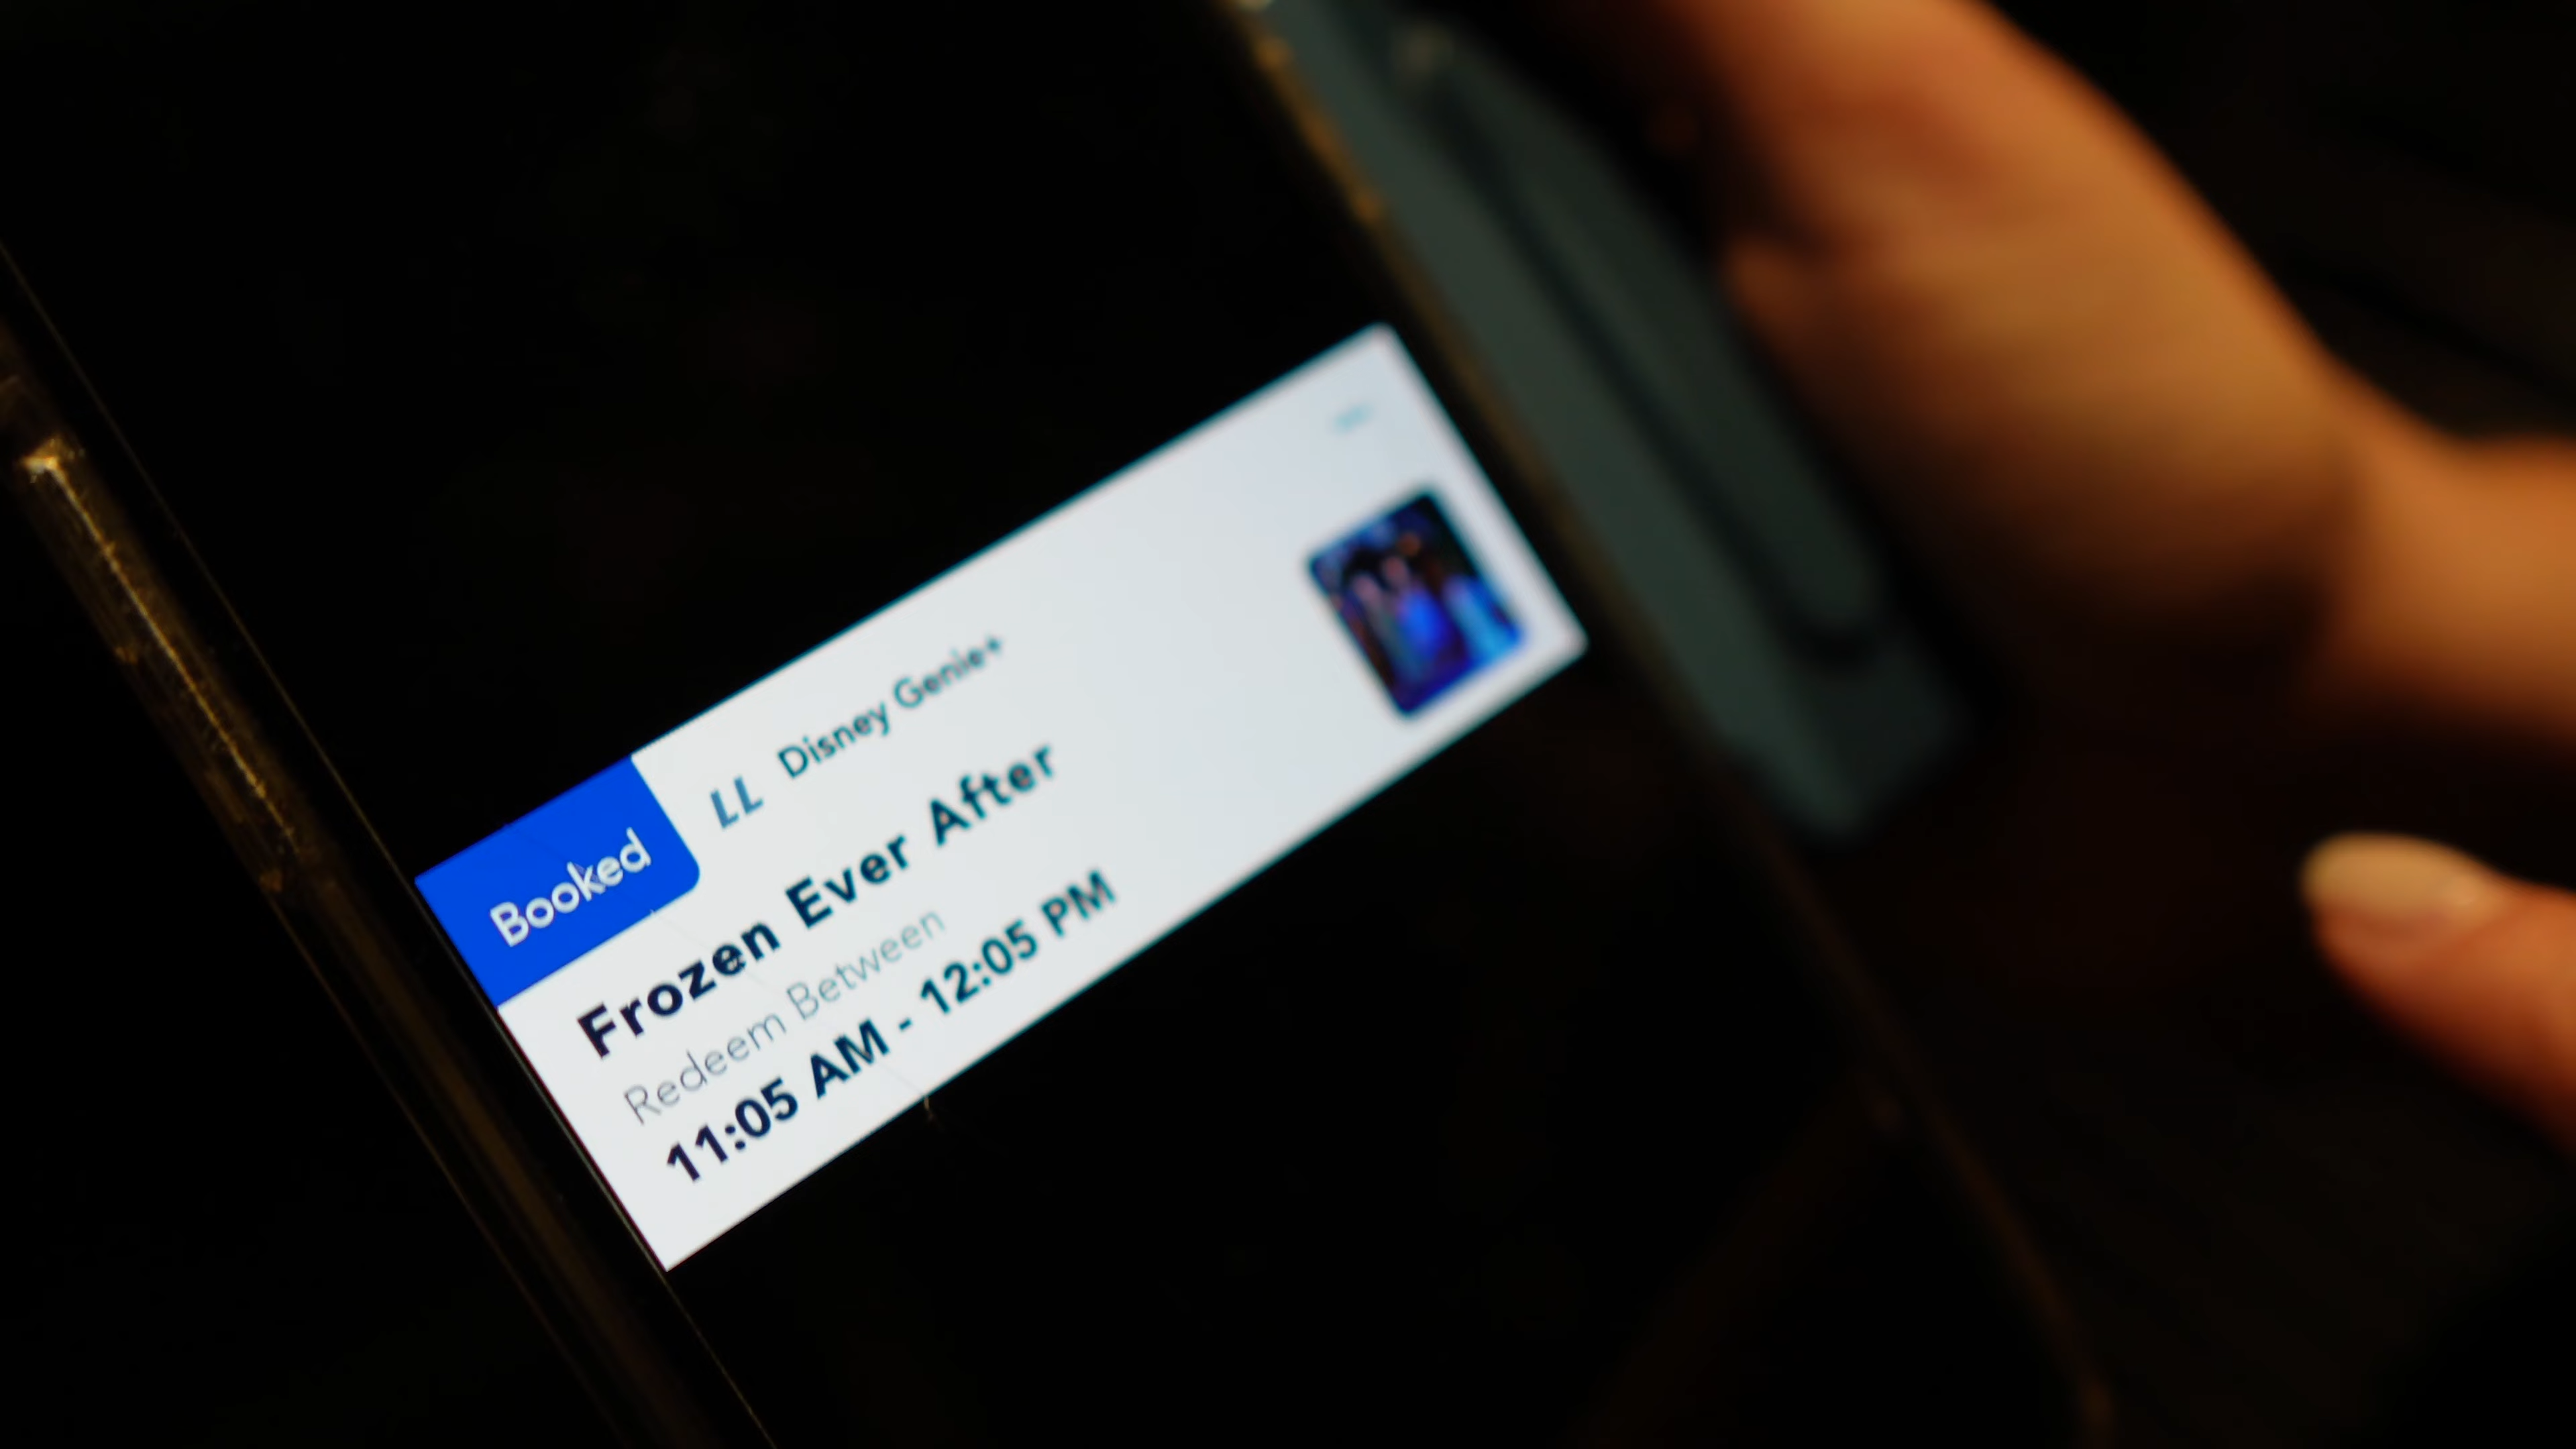 Booked
LL Disney Genie+
Frozen Ever After
Redeem Between
11:05 AM - 12:05 PM